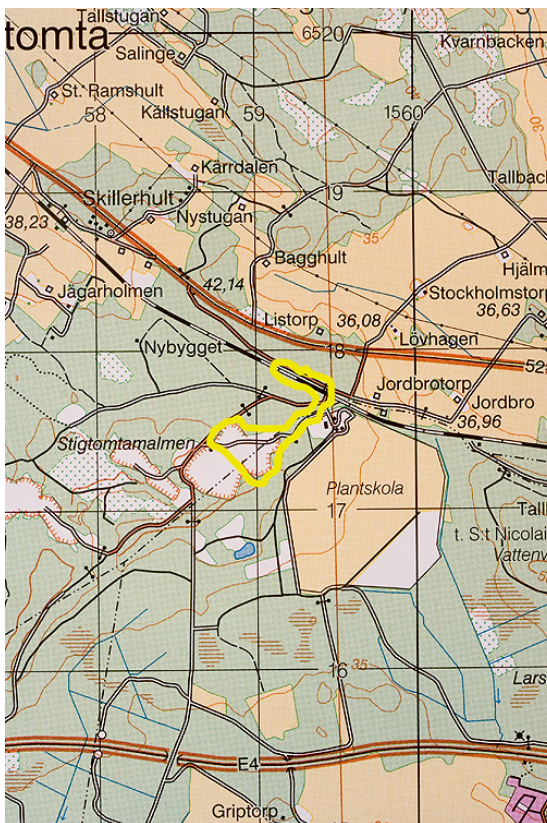 Tallstugan
6520
tomta
Salinge
Kvarnbacken
St. Ramshult
58
Källstugan
59
1560
Kärrdalen
Tallbac
Skillerhult
19
Nystugan
38,23
35
Bagghult
Hjälm
42,14
Stockholmstorp
Jägarholmen
36,63
Listorp
36,08
Lövhagen
Nybygget
18
52
Jordbrotorp
Jordbro
36,96
Stigtomtamalmen
Plantskola
17
Tall
t. S:t Nicolai
Vattenv
16
35
Lars
E4
Griptorp